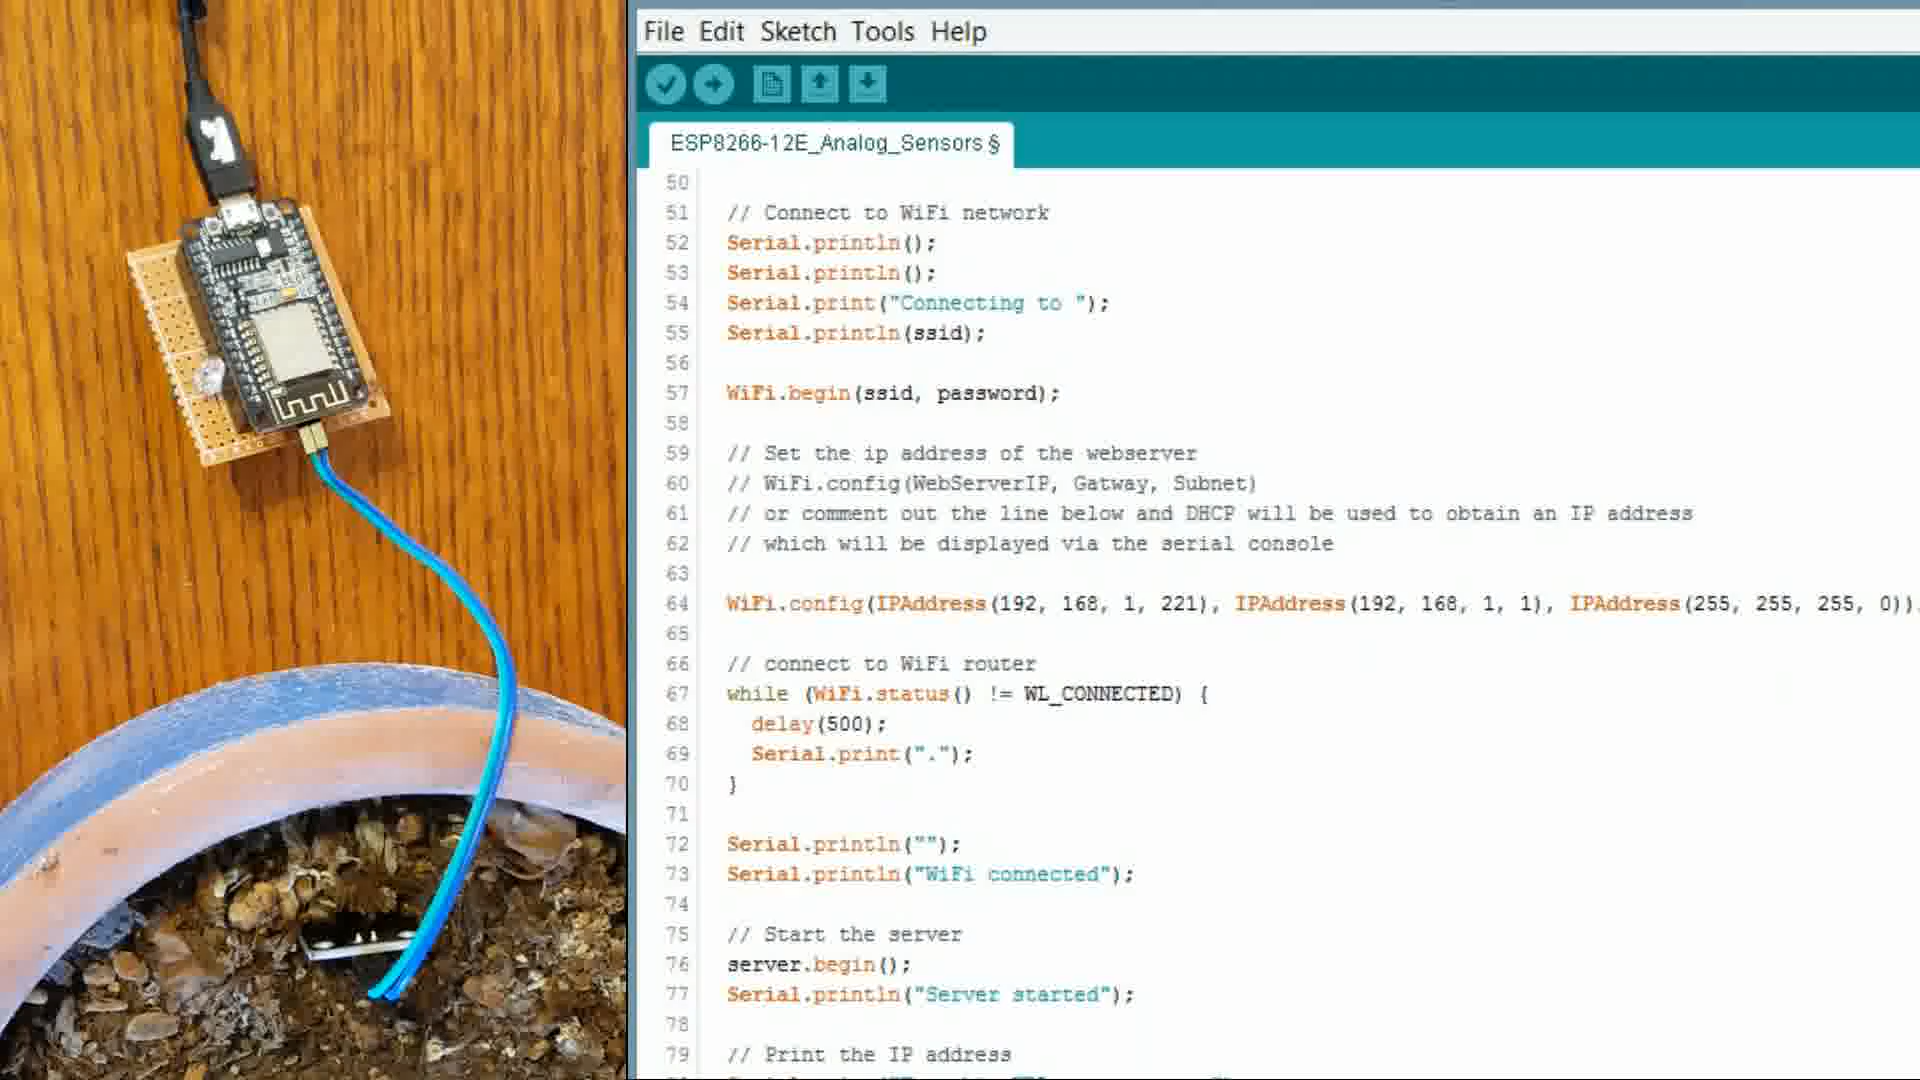 File Edit Sketch Tools Help
ESP8266-12E_Analog_Sensors §
50
51 // Connect to WiFi network
52 Serial.println();
53 Serial.println();
54 Serial.print("Connecting to ");
55 Serial.println(ssid);
56
57 WiFi.begin(ssid, password);
58
59 // Set the ip address of the webserver
60 // WiFi.config(WebServerIP, Gatway, Subnet)
61 // or comment out the line below and DHCP will be used to obtain an IP address
62 // which will be displayed via the serial console
63
64 WiFi.config(IPAddress(192, 168, 1, 221), IPAddress(192, 168, 1, 1), IPAddress(255, 255, 255, 0))
65
66 // connect to WiFi router
67 while (WiFi.status() != WL_CONNECTED) {
68 delay(500);
69 Serial.print(".");
70 }
71
72 Serial.println("");
73 Serial.println("WiFi connected");
74
75 // Start the server
76 server.begin();
77 Serial.println("Server started");
78
79 // Print the IP address